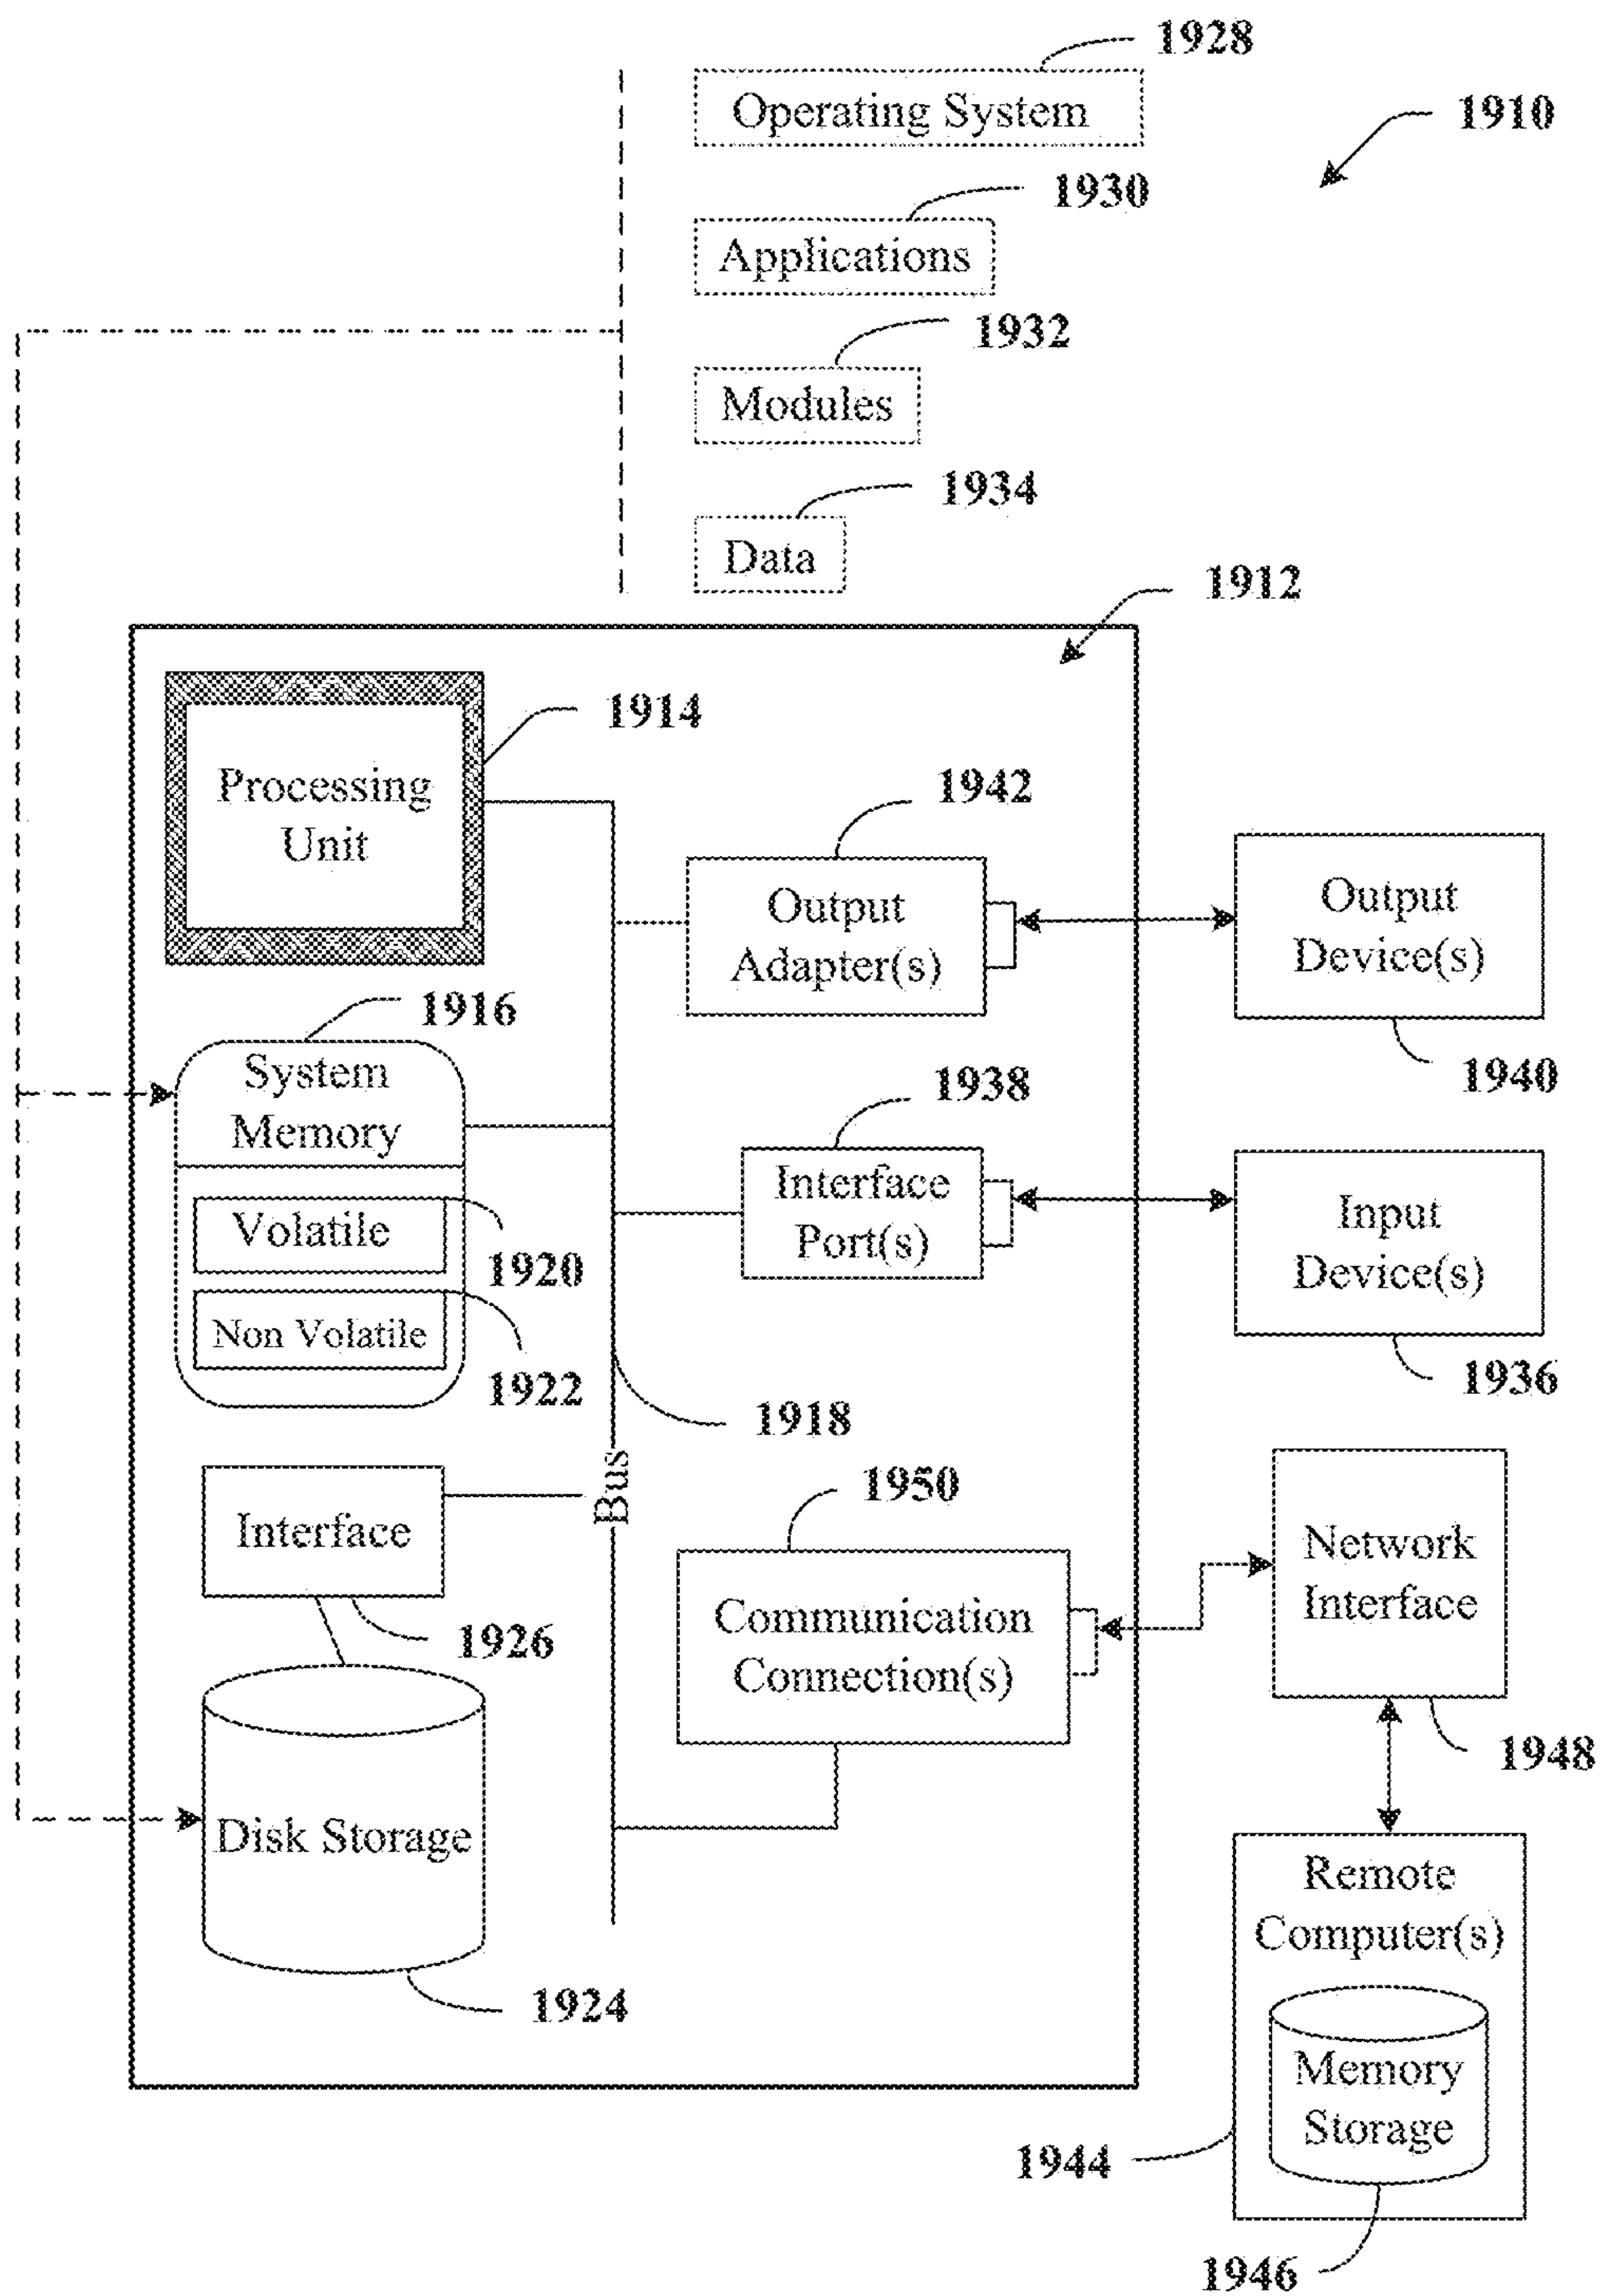 1928
Operating System
1910
1930
Applications
1932
Modules
1934
Data
1912
Processing
Unit
1914
1942
Output
Adapter(s)
Output
Device(s)
1940
1916
System
Memory
Volatile
1920
Non Volatile
1922
1938
Interface
Port(s)
Input
Device(s)
1936
1918
Bus
Interface
1926
1950
Communication
Connection(s)
Network
Interface
1948
Disk Storage
1924
Remote
Computer(s)
Memory
Storage
1944
1946